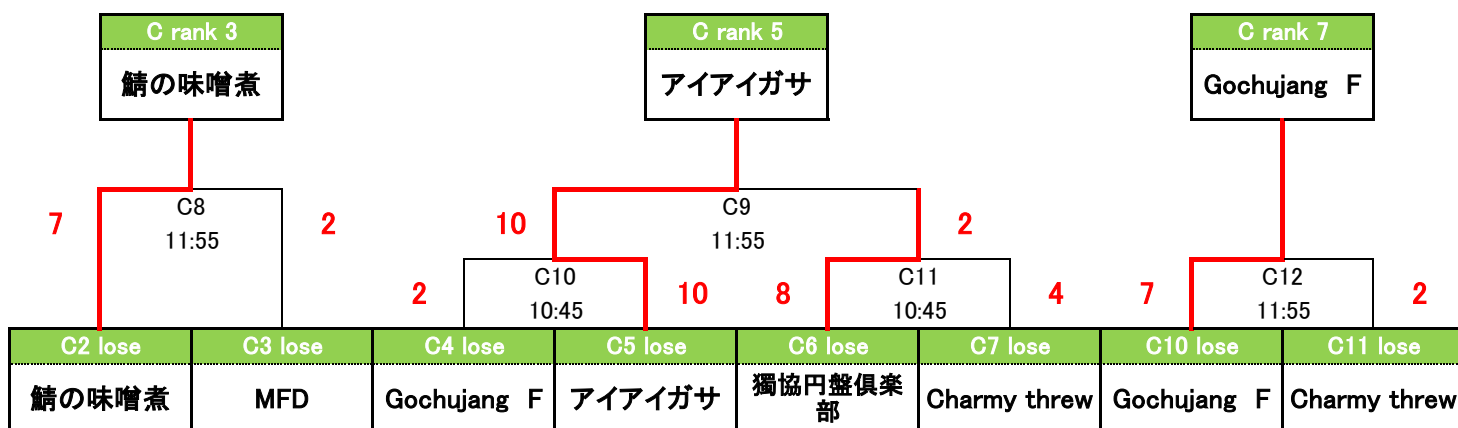 C rank 3
C rank 5
C rank 7
鯖の味噌煮
アイアイガサ
Gochujang F
7
C8
11:55
2
10
C9
11:55
2
2
C10
10:45
10
8
C11
10:45
4
7
C12
11:55
2
C2 lose
C3 lose
C4 lose
C5 lose
C6 lose
C7 lose
C10 lose
C11 lose
鯖の味噌煮
MFD
Gochujang F
アイアイガサ
獨協円盤倶楽
部
Charmy threw
Gochujang F
Charmy threw